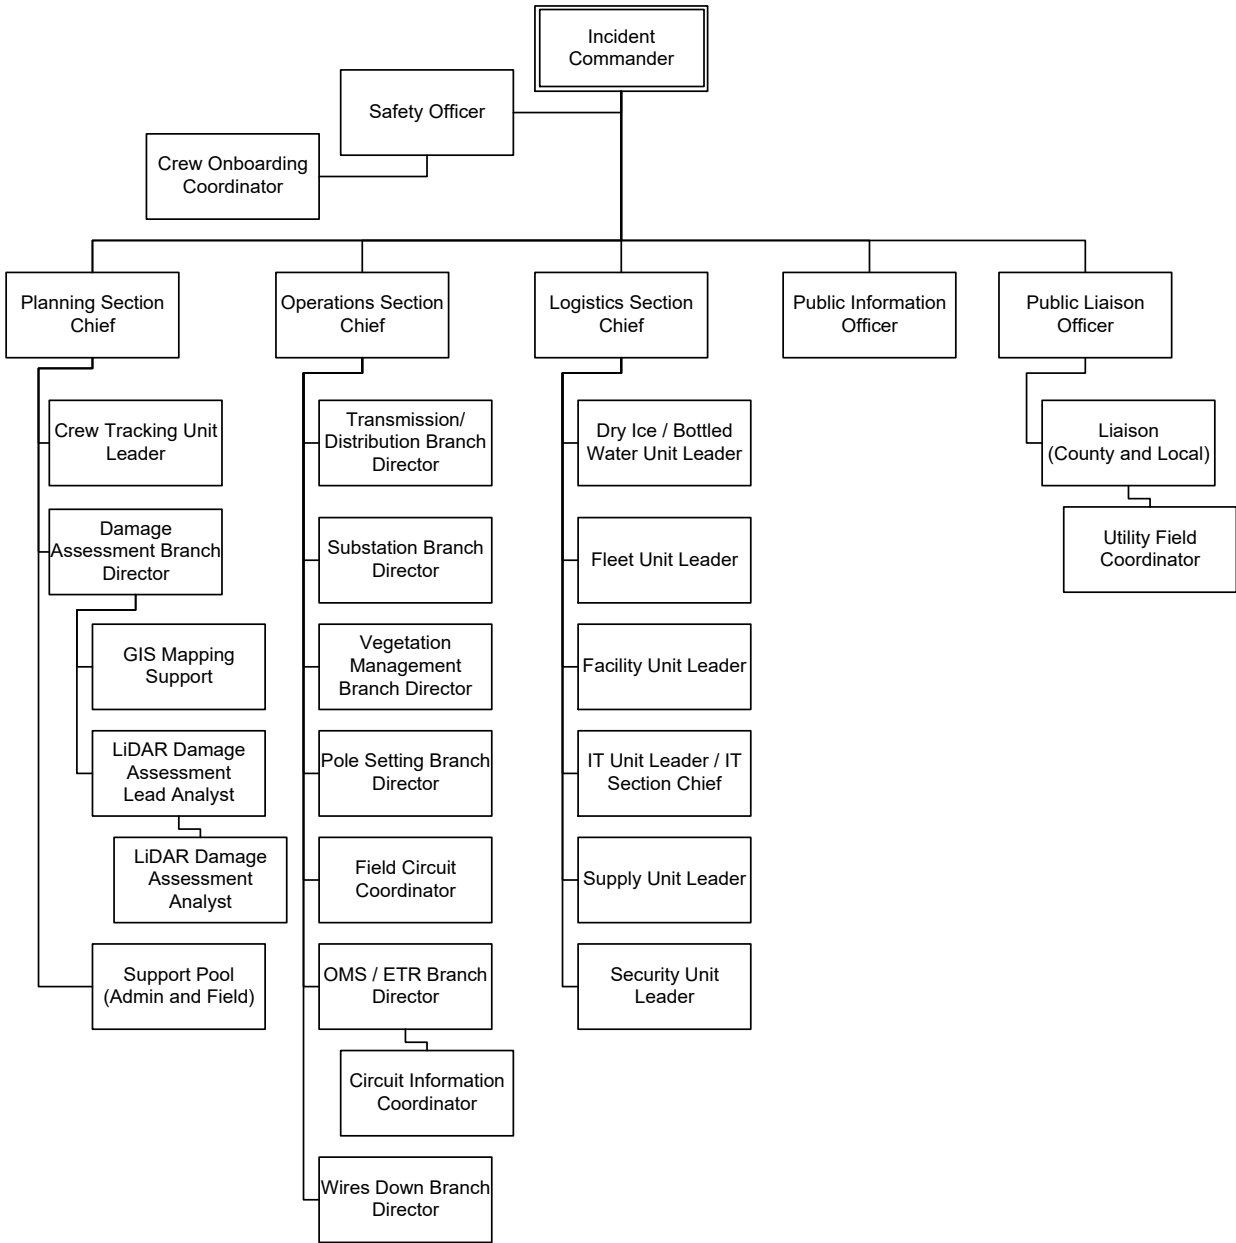 Incident
Commander
Safety Officer
Crew Onboarding
Coordinator
Planning Section
Chief
Operations Section
Chief
Logistics Section
Chief
Public Information
Officer
Public Liaison
Officer
Crew Tracking Unit
Leader
Damage
Assessment Branch
Director
GIS Mapping
Support
LiDAR Damage
Assessment
Lead Analyst
LiDAR Damage
Assessment
Analyst
Support Pool
(Admin and Field)
Transmission/
Distribution Branch
Director
Substation Branch
Director
Vegetation
Management
Branch Director
Pole Setting Branch
Director
Field Circuit
Coordinator
OMS / ETR Branch
Director
Circuit Information
Coordinator
Wires Down Branch
Director
Dry Ice / Bottled
Water Unit Leader
Fleet Unit Leader
Facility Unit Leader
IT Unit Leader / IT
Section Chief
Supply Unit Leader
Security Unit
Leader
Liaison
(County and Local)
Utility Field
Coordinator